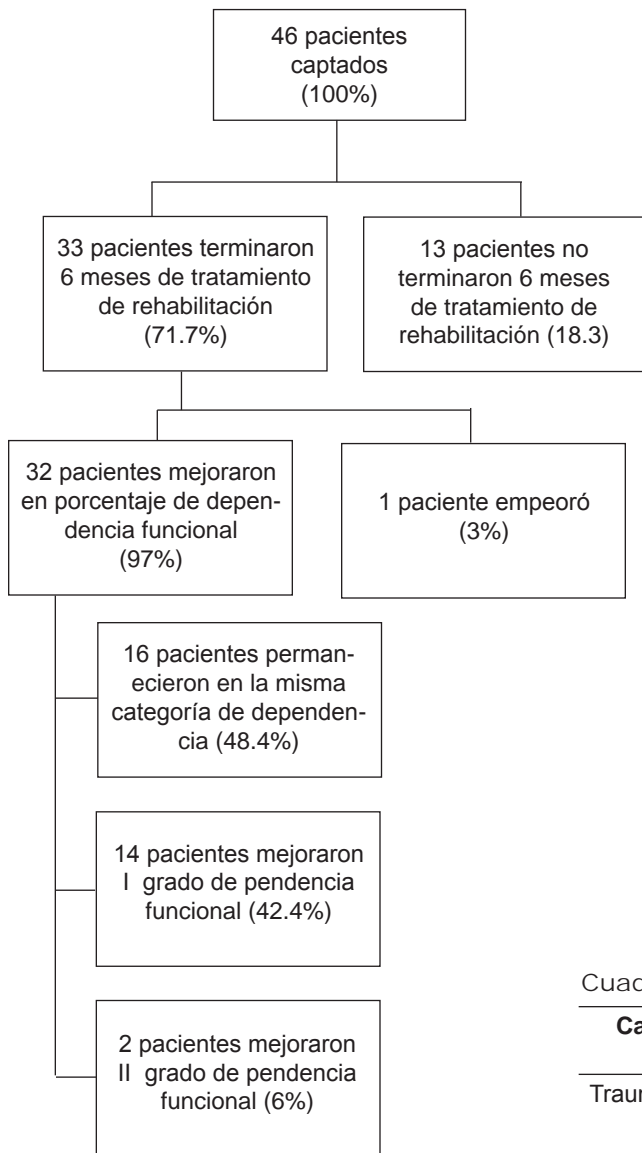 46 pacientes
captados
(100%)
33 pacientes terminaron
6 meses de tratamiento
de rehabilitación
(71.7%)
13 pacientes no
terminaron 6 meses
de tratamiento de
rehabilitación (18.3)
32 pacientes mejoraron
en porcentaje de depen-
dencia funcional
(97%)
1 paciente empeoró
(3%)
16 pacientes perman-
ecieron en la misma
categoría de dependen-
cia (48.4%)
14 pacientes mejoraron
I grado de pendencia
funcional (42.4%)
2 pacientes mejoraron
II grado de pendencia
funcional (6%)